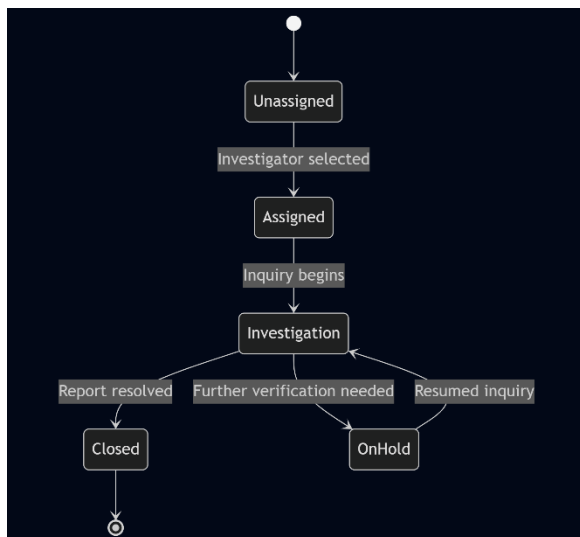 Unassigned
Investigator selected
Assigned
Inquiry begins
Investigation
Report resolved
Further verification needed
Resumed inquiry
Closed
OnHold